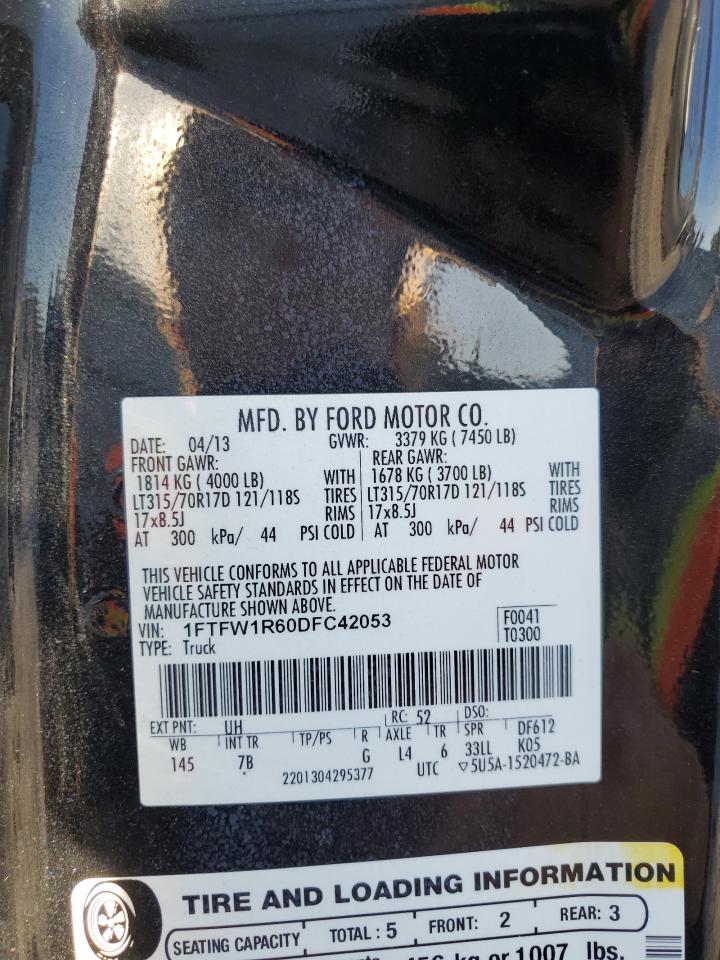 MFD. BY FORD MOTOR CO.
DATE: 04/13 GVWR: 3379 KG ( 7450 LB)
FRONT GAWR: REAR GAWR:
1814 KG ( 4000 LB) WITH 1678 KG ( 3700 LB) WITH
LT315/70R17D 121/118S TIRES LT315/70R17D 121/118S TIRES
17x8.5J RIMS 17x8.5J RIMS
AT 300 kPa/ 44 PSI COLD AT 300 kPa/ 44 PSI COLD
THIS VEHICLE CONFORMS TO ALL APPLICABLE FEDERAL MOTOR
VEHICLE SAFETY STANDARDS IN EFFECT ON THE DATE OF
MANUFACTURE SHOWN ABOVE.
VIN: 1FTFW1R60DFC42053 F0041
TYPE: Truck T0300
EXT PNT: UH RC: 52 DSO:
WB INT TR TP/PS R AXLE TR SPR DF612
145 7B G L4 6 33LL K05
2201304295377 UTC ▽5U5A-1520472-BA
TIRE AND LOADING INFORMATION
SEATING CAPACITY TOTAL : 5 FRONT: 2 REAR: 3
kg or 1007 lbs.